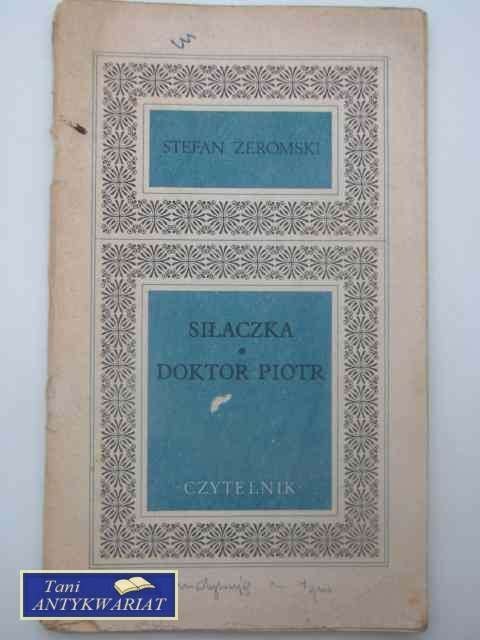 STEFAN ŻEROMSKI
SIŁACZKA
•
DOKTOR PIOTR
CZYTELNIK
Tani
ANTYKWARIAT